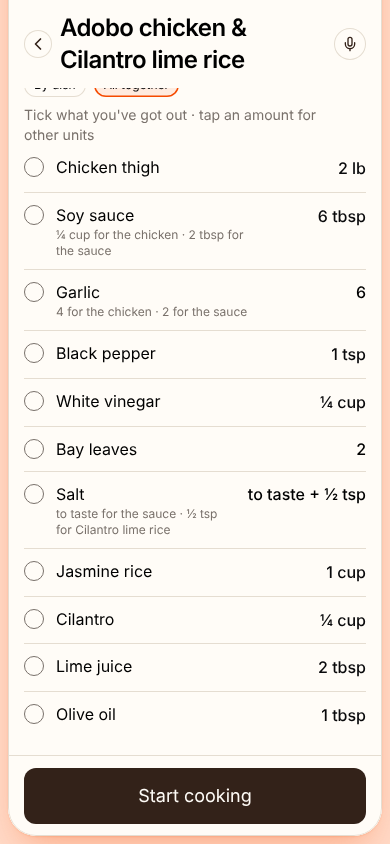 Adobo chicken &
Cilantro lime rice
By dish
All together
Tick what you've got out · tap an amount for
other units
Chicken thigh 2 lb
Soy sauce 6 tbsp
¼ cup for the chicken · 2 tbsp for
the sauce
Garlic 6
4 for the chicken · 2 for the sauce
Black pepper 1 tsp
White vinegar ¼ cup
Bay leaves 2
Salt to taste + ½ tsp
to taste for the sauce · ½ tsp
for Cilantro lime rice
Jasmine rice 1 cup
Cilantro ¼ cup
Lime juice 2 tbsp
Olive oil 1 tbsp
Start cooking